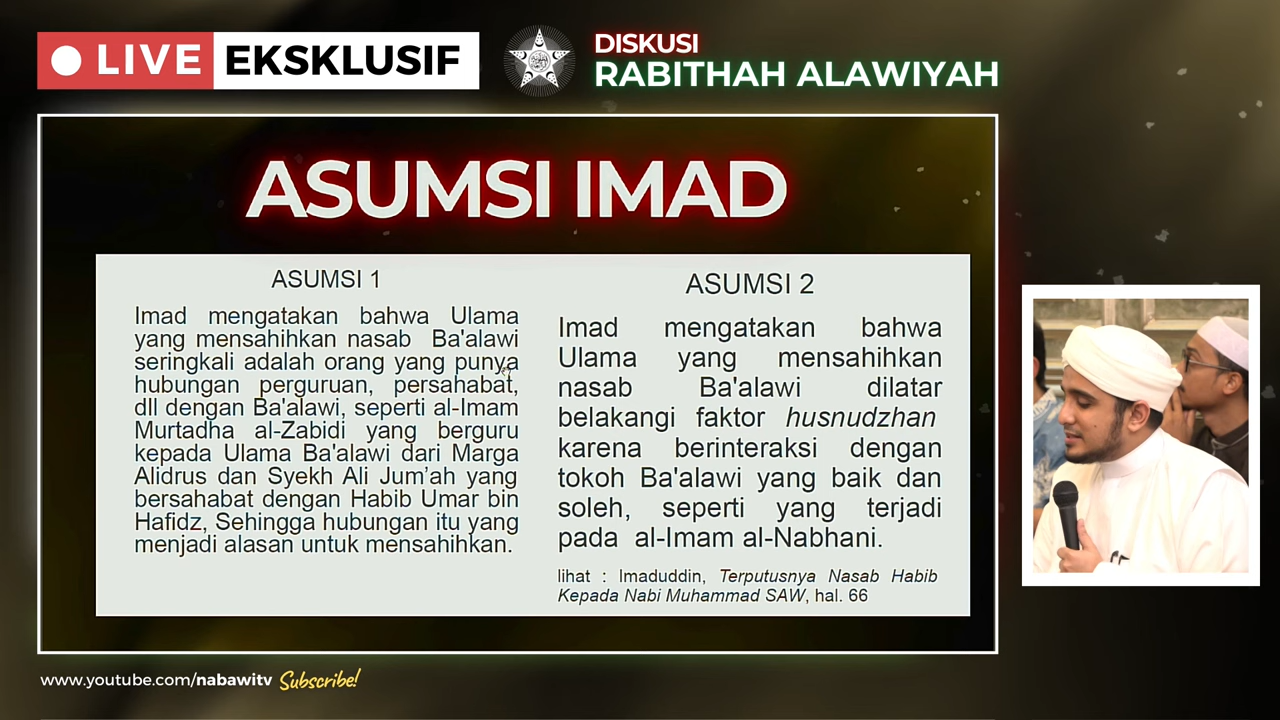 LIVE EKSKLUSIF
DISKUSI
RABITHAH ALAWIYAH
ASUMSI IMAD
ASUMSI 1
Imad mengatakan bahwa Ulama
yang mensahihkan nasab Ba'alawi
seringkali adalah orang yang punya
hubungan perguruan, persahabat,
dll dengan Ba'alawi, seperti al-Imam
Murtadha al-Zabidi yang berguru
kepada Ulama Ba'alawi dari Marga
Alidrus dan Syekh Ali Jum’ah yang
bersahabat dengan Habib Umar bin
Hafidz, Sehingga hubungan itu yang
menjadi alasan untuk mensahihkan.
ASUMSI 2
Imad mengatakan bahwa
Ulama yang mensahihkan
nasab Ba'alawi dilatar
belakangi faktor husnudzhan
karena berinteraksi dengan
tokoh Ba'alawi yang baik dan
soleh, seperti yang terjadi
pada al-Imam al-Nabhani.
lihat : Imaduddin, Terputusnya Nasab Habib
Kepada Nabi Muhammad SAW, hal. 66
www.youtube.com/nabawitv Subscribe!